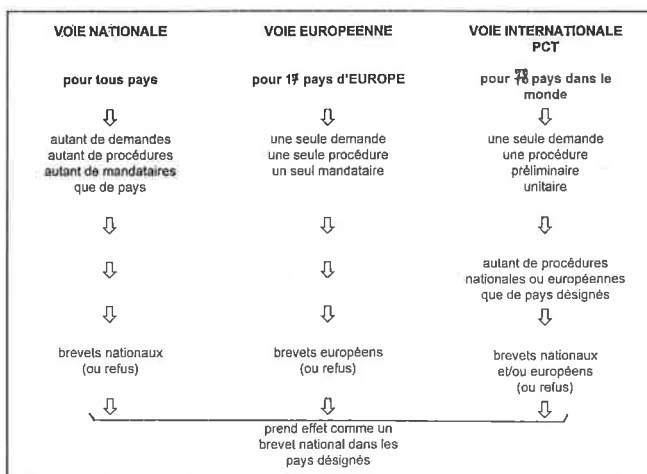 VOIE NATIONALE
pour tous pays
autant de demandes
autant de procédures
autant de mandataires
que de pays
brevets nationaux
(ou refus)
VOIE EUROPEENNE
pour 17 pays d'EUROPE
une seule demande
une seule procédure
un seul mandataire
brevets européens
(ou refus)
VOIE INTERNATIONALE
PCT
pour 78 pays dans le
monde
une seule demande
une procédure
préliminaire
unitaire
autant de procédures
nationales ou européennes
que de pays désignés
brevets nationaux
et/ou européens
(ou refus)
prend effet comme un
brevet national dans les
pays désignés